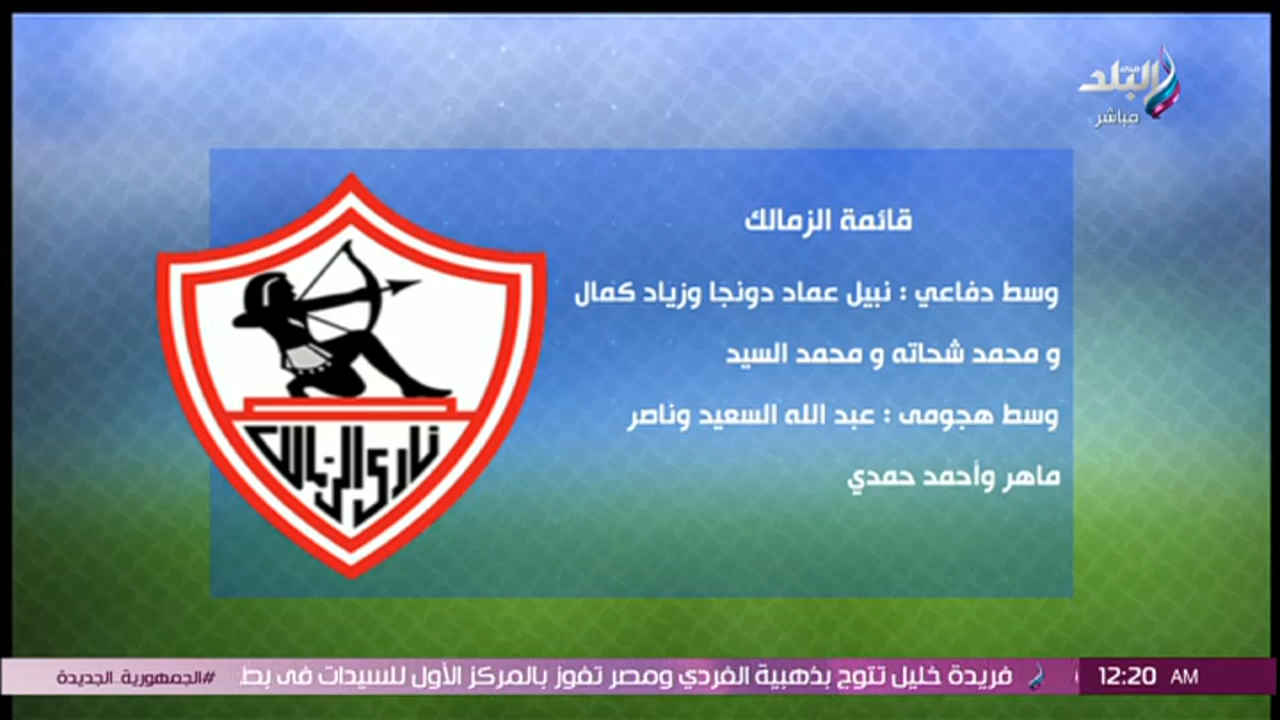 صدى البلد
مباشر
قائمة الزمالك
وسط دفاعي : نبيل عماد دونجا وزياد كمال
و محمد شحاته و محمد السيد
وسط هجومى : عبد الله السعيد وناصر
ماهر وأحمد حمدي
نادي الزمالك
12:20 AM
فريدة خليل تتوج بذهبية الفردي ومصر تفوز بالمركز الأول للسيدات فى بط
#الجمهورية_الجديدة